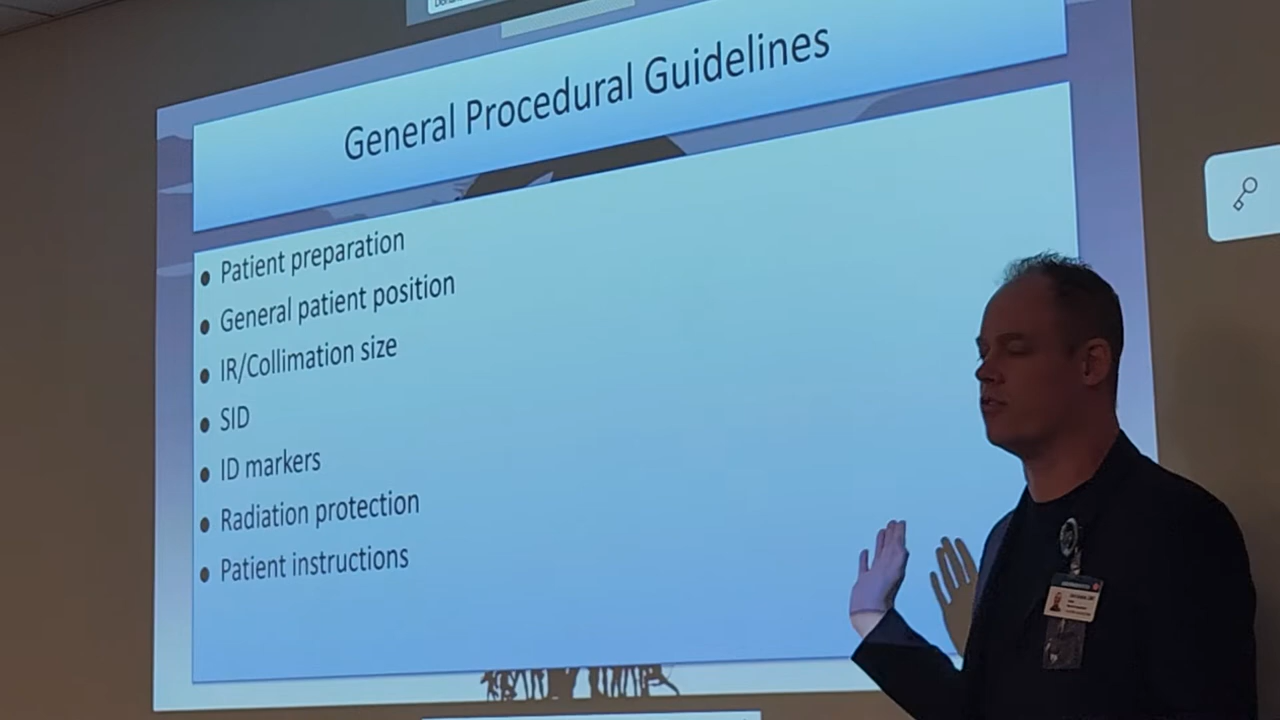 General Procedural Guidelines
Patient preparation
General patient position
IR/Collimation size
SID
ID markers
Radiation protection
Patient instructions